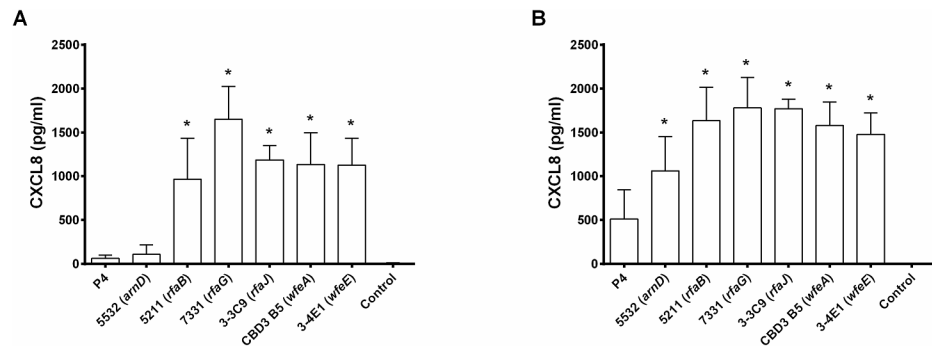 A
CXCL8 (pg/ml)
2500
2000
1500
1000
500
0
* * * * *
P4
5532 (arnD)
5211 (rfaB)
7331 (rfaG)
3-3C9 (rfaJ)
CBD3 B5 (wfeA)
3-4E1 (wfeE)
Control
B
CXCL8 (pg/ml)
2500
2000
1500
1000
500
0
* * * * * *
P4
5532 (arnD)
5211 (rfaB)
7331 (rfaG)
3-3C9 (rfaJ)
CBD3 B5 (wfeA)
3-4E1 (wfeE)
Control